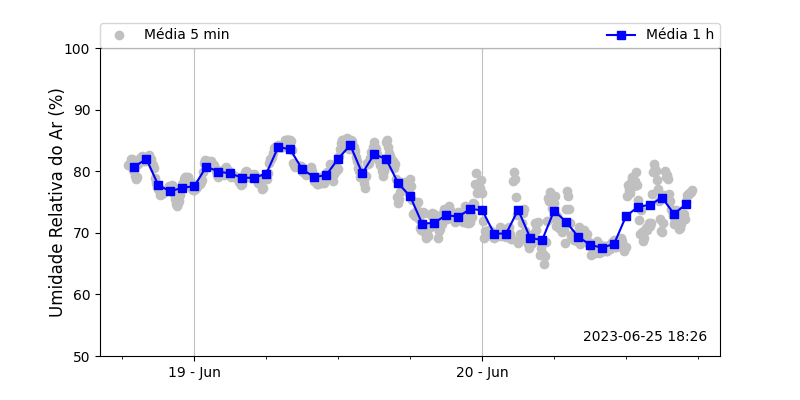 Média 5 min
Média 1 h
Umidade Relativa do Ar (%)
100
90
80
70
60
50
2023-06-25 18:26
19 - Jun
20 - Jun